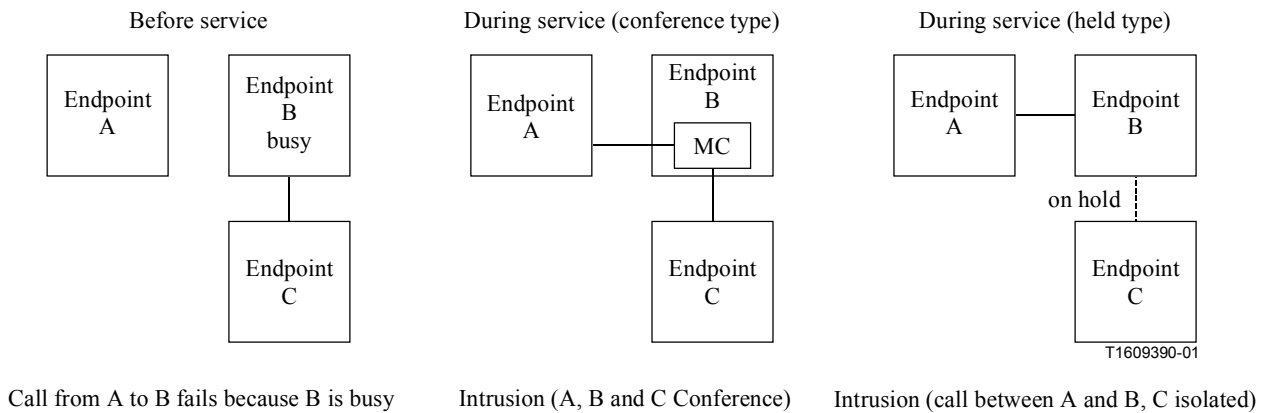 Before service
During service (conference type)
During service (held type)
Endpoint
A
Endpoint
B
busy
Endpoint
C
Endpoint
A
Endpoint
B
MC
Endpoint
C
Endpoint
A
Endpoint
B
on hold
Endpoint
C
T1609390-01
Call from A to B fails because B is busy
Intrusion (A, B and C Conference)
Intrusion (call between A and B, C isolated)